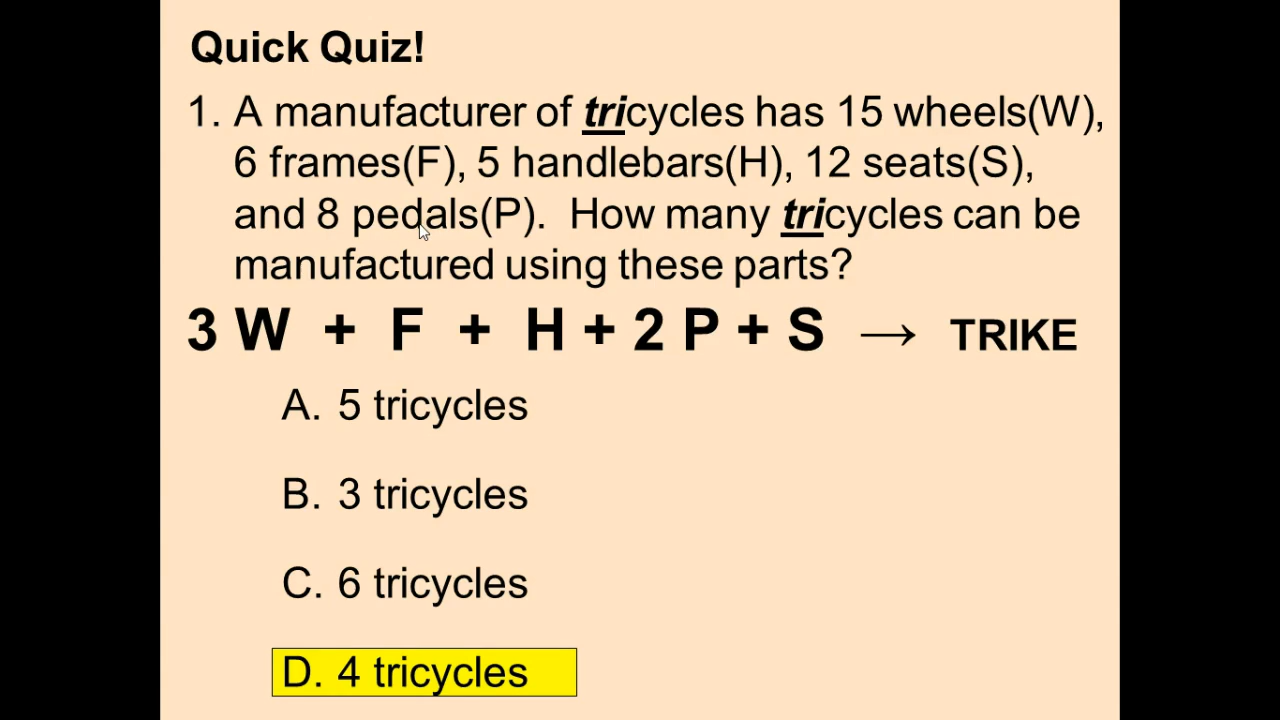 Quick Quiz!
1. A manufacturer of tricycles has 15 wheels(W),
6 frames(F), 5 handlebars(H), 12 seats(S),
and 8 pedals(P).  How many tricycles can be
manufactured using these parts?
3 W + F + H + 2 P + S → TRIKE
A. 5 tricycles
B. 3 tricycles
C. 6 tricycles
D. 4 tricycles